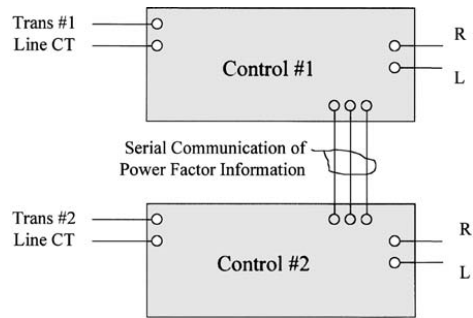 Trans #1
Line CT
Control #1
R
L
Serial Communication of
Power Factor Information
Trans #2
Line CT
Control #2
R
L